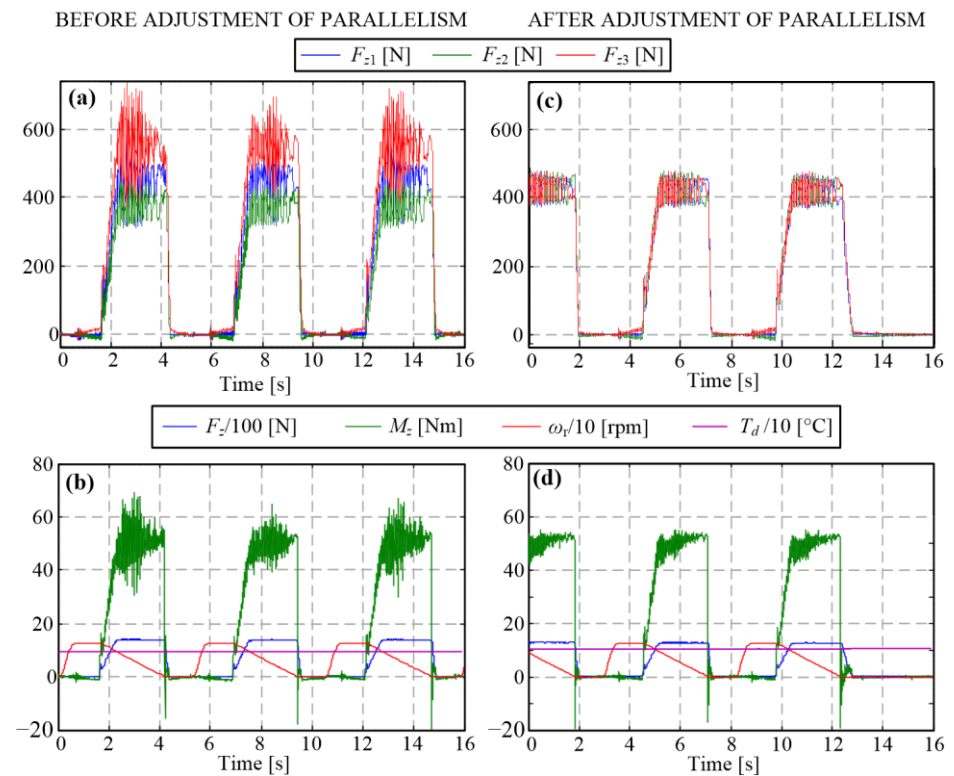 BEFORE ADJUSTMENT OF PARALLELISM
AFTER ADJUSTMENT OF PARALLELISM
Fz1 [N] Fz2 [N] Fz3 [N]
(a)
600
400
200
0
0 2 4 6 8 10 12 14 16
Time [s]
(c)
600
400
200
0
0 2 4 6 8 10 12 14 16
Time [s]
Fz/100 [N] Mz [Nm] ωr/10 [rpm] Td /10 [°C]
(b)
80
60
40
20
0
−20
0 2 4 6 8 10 12 14 16
Time [s]
(d)
80
60
40
20
0
−20
0 2 4 6 8 10 12 14 16
Time [s]